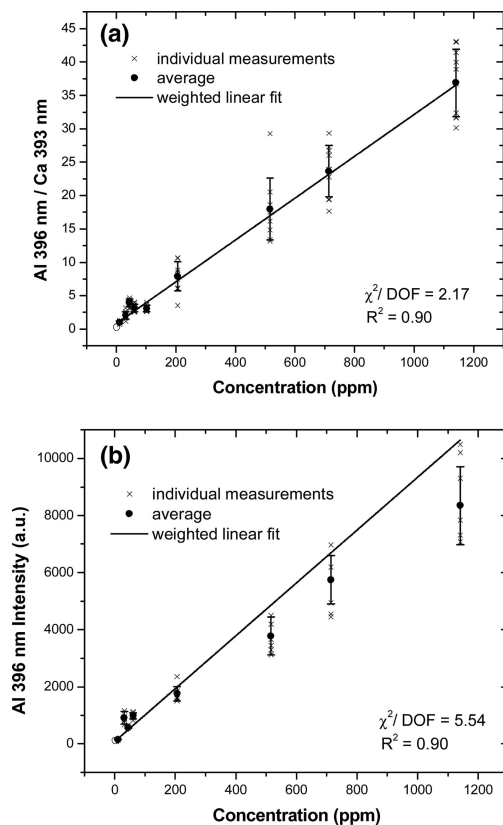 (a)
× individual measurements
● average
— weighted linear fit
Al 396 nm / Ca 393 nm
45
40
35
30
25
20
15
10
5
0
χ²/ DOF = 2.17
R² = 0.90
0 200 400 600 800 1000 1200
Concentration (ppm)
(b)
× individual measurements
● average
— weighted linear fit
Al 396 nm Intensity (a.u.)
10000
8000
6000
4000
2000
0
χ²/ DOF = 5.54
R² = 0.90
0 200 400 600 800 1000 1200
Concentration (ppm)